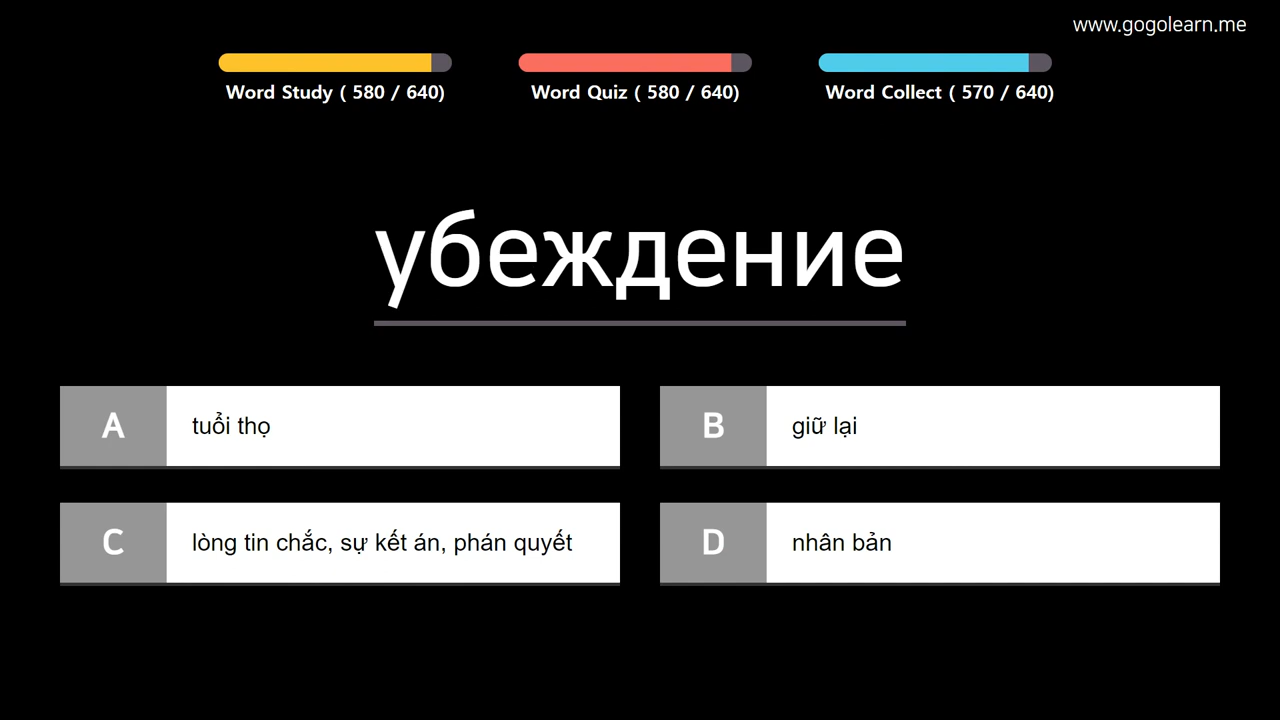 www.gogolearn.me
Word Study ( 580 / 640)
Word Quiz ( 580 / 640)
Word Collect ( 570 / 640)
убеждение
A
tuổi thọ
B
giữ lại
C
lòng tin chắc, sự kết án, phán quyết
D
nhân bản